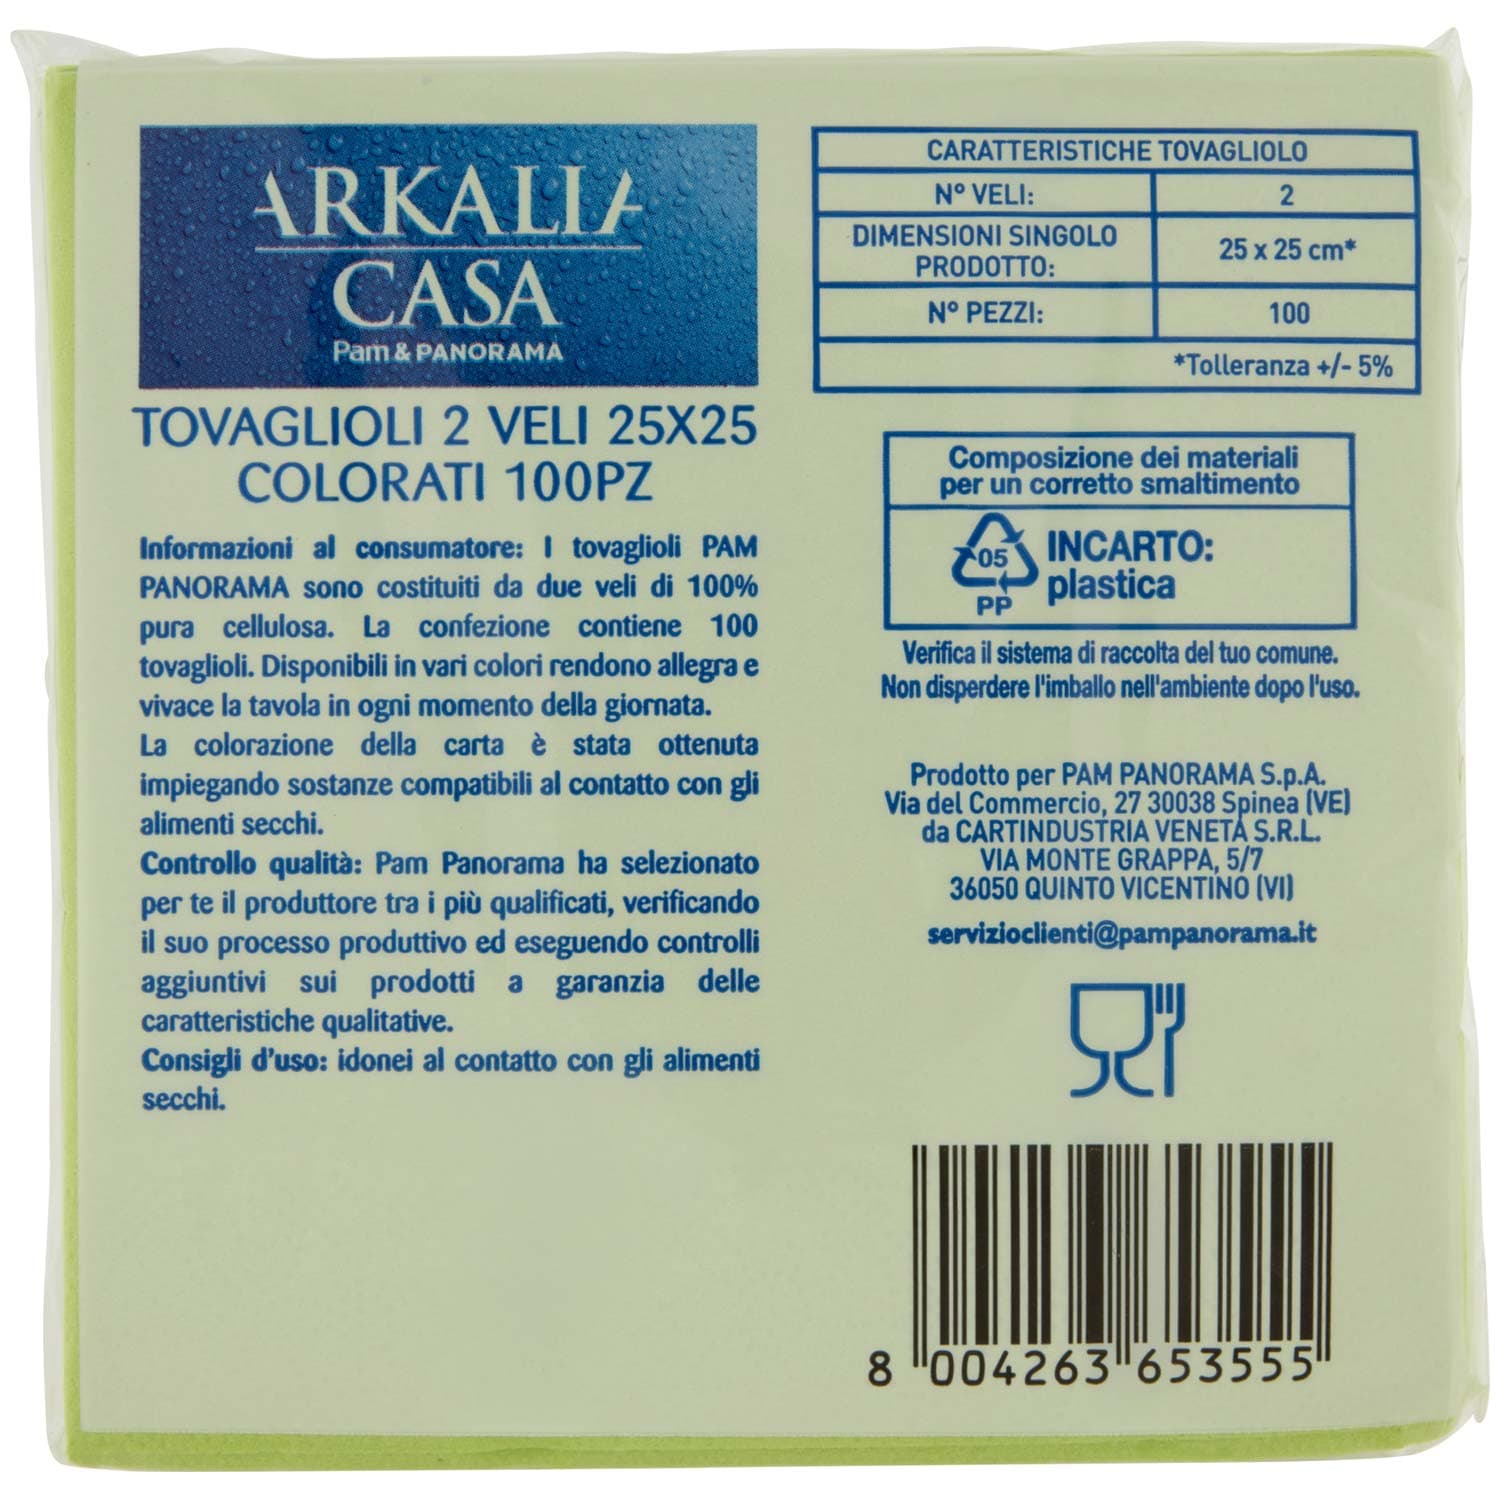 ARKALIA
CASA
Pam & PANORAMA
TOVAGLIOLI 2 VELI 25X25
COLORATI 100PZ
Informazioni al consumatore: I tovaglioli PAM
PANORAMA sono costituiti da due veli di 100%
pura cellulosa. La confezione contiene 100
tovaglioli. Disponibili in vari colori rendono allegra e
vivace la tavola in ogni momento della giornata.
La colorazione della carta è stata ottenuta
impiegando sostanze compatibili al contatto con gli
alimenti secchi.
Controllo qualità: Pam Panorama ha selezionato
per te il produttore tra i più qualificati, verificando
il suo processo produttivo ed eseguendo controlli
aggiuntivi sui prodotti a garanzia delle
caratteristiche qualitative.
Consigli d'uso: idonei al contatto con gli alimenti
secchi.
CARATTERISTICHE TOVAGLIOLO
N° VELI: 2
DIMENSIONI SINGOLO
PRODOTTO: 25 x 25 cm*
N° PEZZI: 100
*Tolleranza +/- 5%
Composizione dei materiali
per un corretto smaltimento
05
PP
INCARTO:
plastica
Verifica il sistema di raccolta del tuo comune.
Non disperdere l'imballo nell'ambiente dopo l'uso.
Prodotto per PAM PANORAMA S.p.A.
Via del Commercio, 27 30038 Spinea (VE)
da CARTINDUSTRIA VENETA S.R.L.
VIA MONTE GRAPPA, 5/7
36050 QUINTO VICENTINO (VI)
servizioclienti@pampanorama.it
8 004263 653555